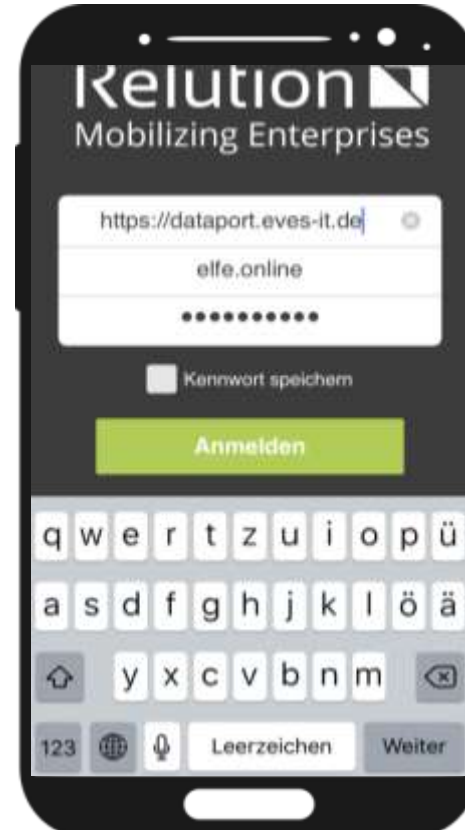 Relution
Mobilizing Enterprises
https://dataport.eves-it.de
elfe.online
••••••••••
Kennwort speichern
Anmelden
q w e r t z u i o p ü
a s d f g h j k l ö ä
y x c v b n m
123 Leerzeichen Weiter